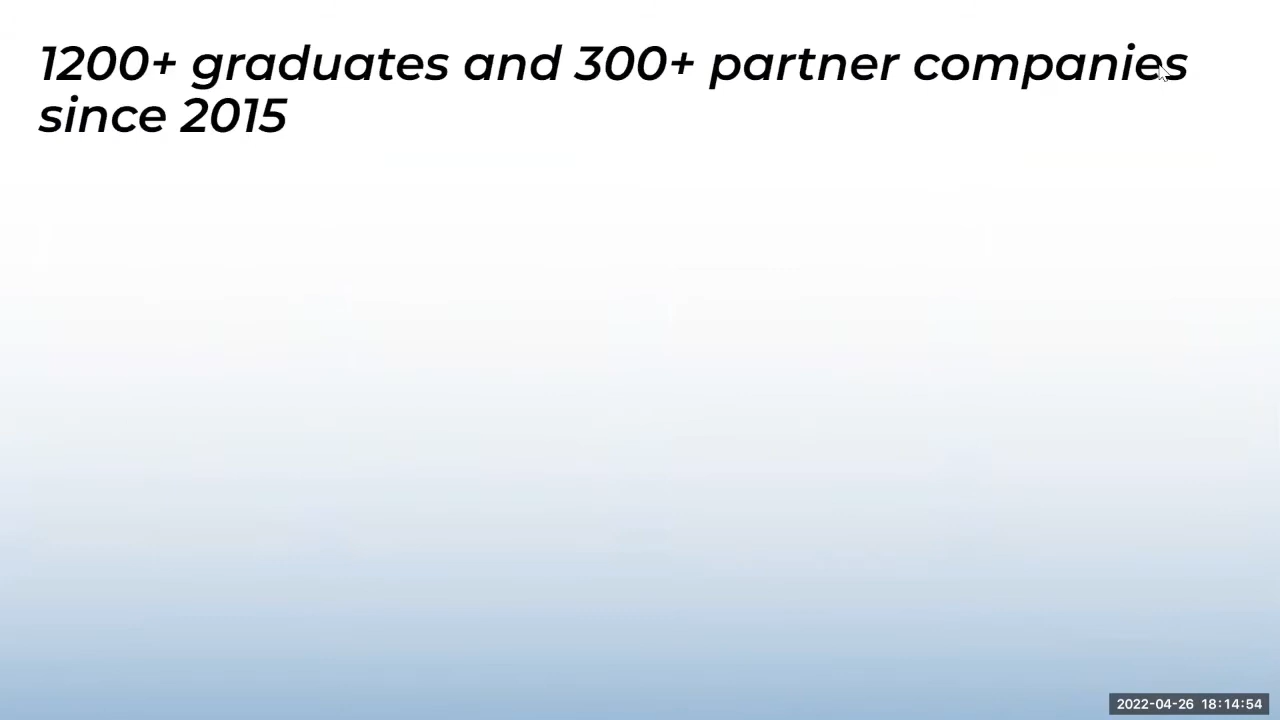 1200+ graduates and 300+ partner companies
since 2015
2022-04-26 18:14:54